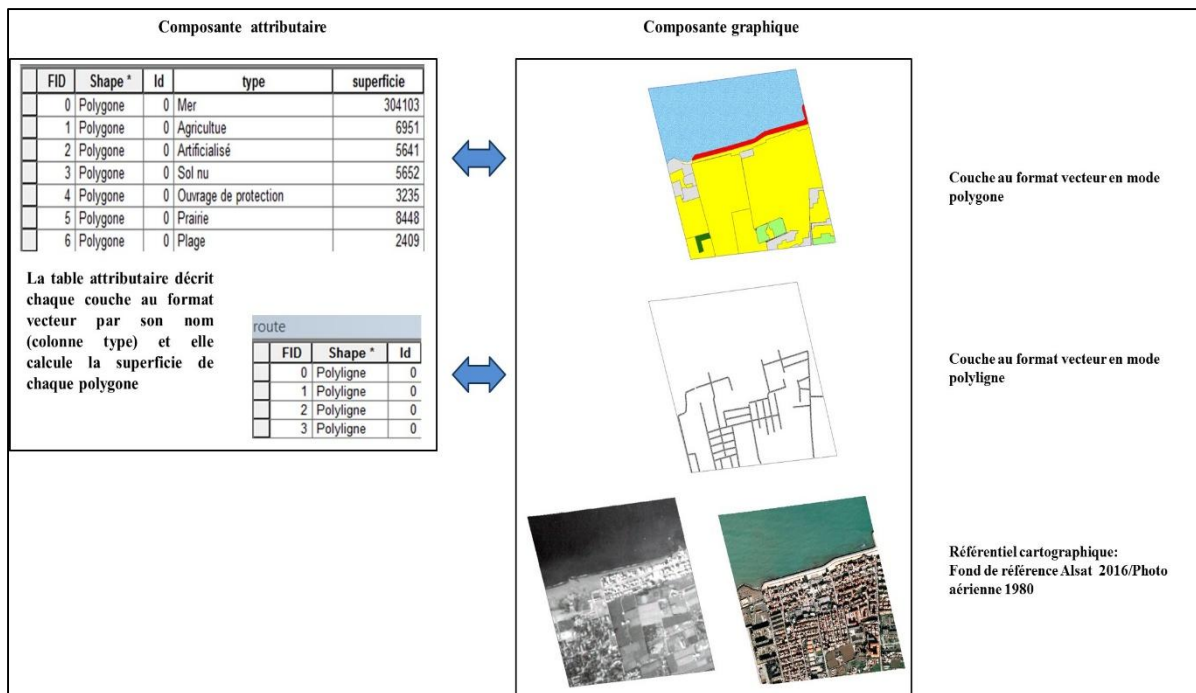 Composante attributaire
Composante graphique
FID Shape * Id type superficie
0 Polygone 0 Mer 304103
1 Polygone 0 Agricultue 6951
2 Polygone 0 Artificialisé 5641
3 Polygone 0 Sol nu 5652
4 Polygone 0 Ouvrage de protection 3235
5 Polygone 0 Prairie 8448
6 Polygone 0 Plage 2409
La table attributaire décrit
chaque couche au format
vecteur par son nom
(colonne type) et elle
calcule la superficie de
chaque polygone
route
FID Shape * Id
0 Polyligne 0
1 Polyligne 0
2 Polyligne 0
3 Polyligne 0
Couche au format vecteur en mode
polygone
Couche au format vecteur en mode
polyligne
Référentiel cartographique:
Fond de référence Alsat 2016/Photo
aérienne 1980